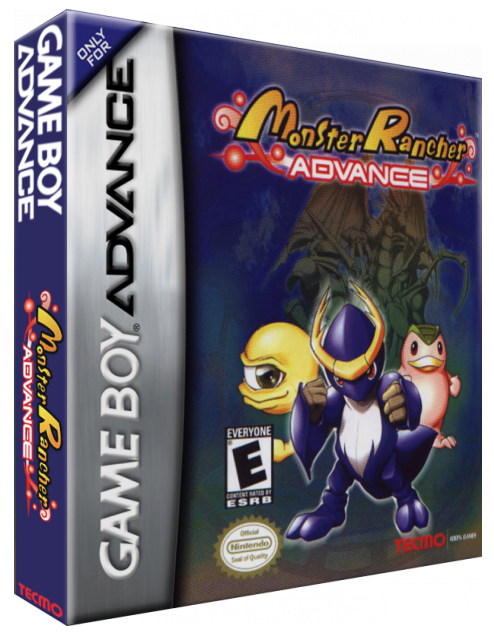 GAME BOY
ADVANCE
Monster Rancher
ADVANCE
TECMO
ONLY
FOR
GAME BOY ADVANCE
Monster Rancher
ADVANCE
EVERYONE
E
CONTENT RATED BY
ESRB
Official
Nintendo
Seal of Quality
TECMO